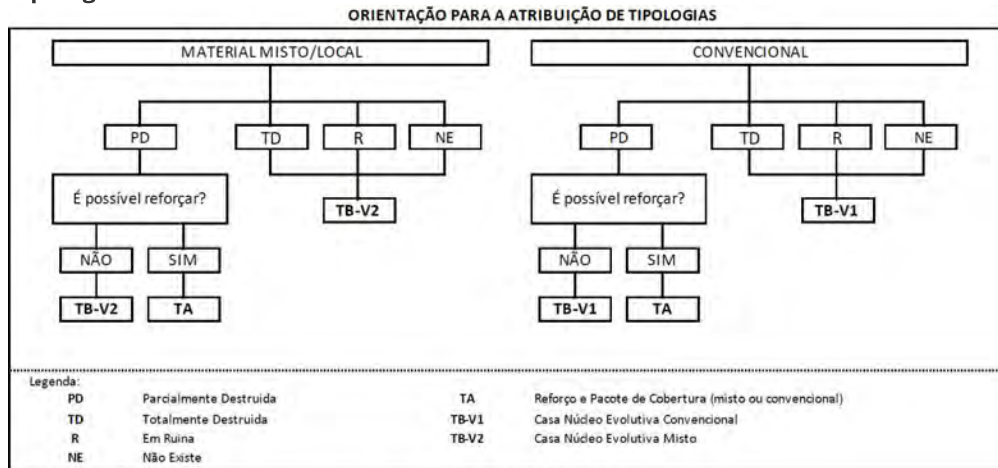 ORIENTAÇÃO PARA A ATRIBUIÇÃO DE TIPOLOGIAS
MATERIAL MISTO/LOCAL
CONVENCIONAL
PD TD R NE
PD TD R NE
É possível reforçar?
TB-V2
É possível reforçar?
TB-V1
NÃO SIM
NÃO SIM
TB-V2 TA
TB-V1 TA
Legenda:
PD Parcialmente Destruida TA Reforço e Pacote de Cobertura (misto ou convencional)
TD Totalmente Destruida TB-V1 Casa Núcleo Evolutiva Convencional
R Em Ruina TB-V2 Casa Núcleo Evolutiva Misto
NE Não Existe